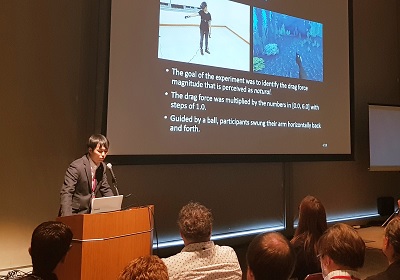 • The goal of the experiment was to identify the drag force
magnitude that is perceived as natural.
• The drag force was multiplied by the numbers in [0.0, 6.0] with
steps of 1.0.
• Guided by a ball, participants swung their arm horizontally back
and forth.